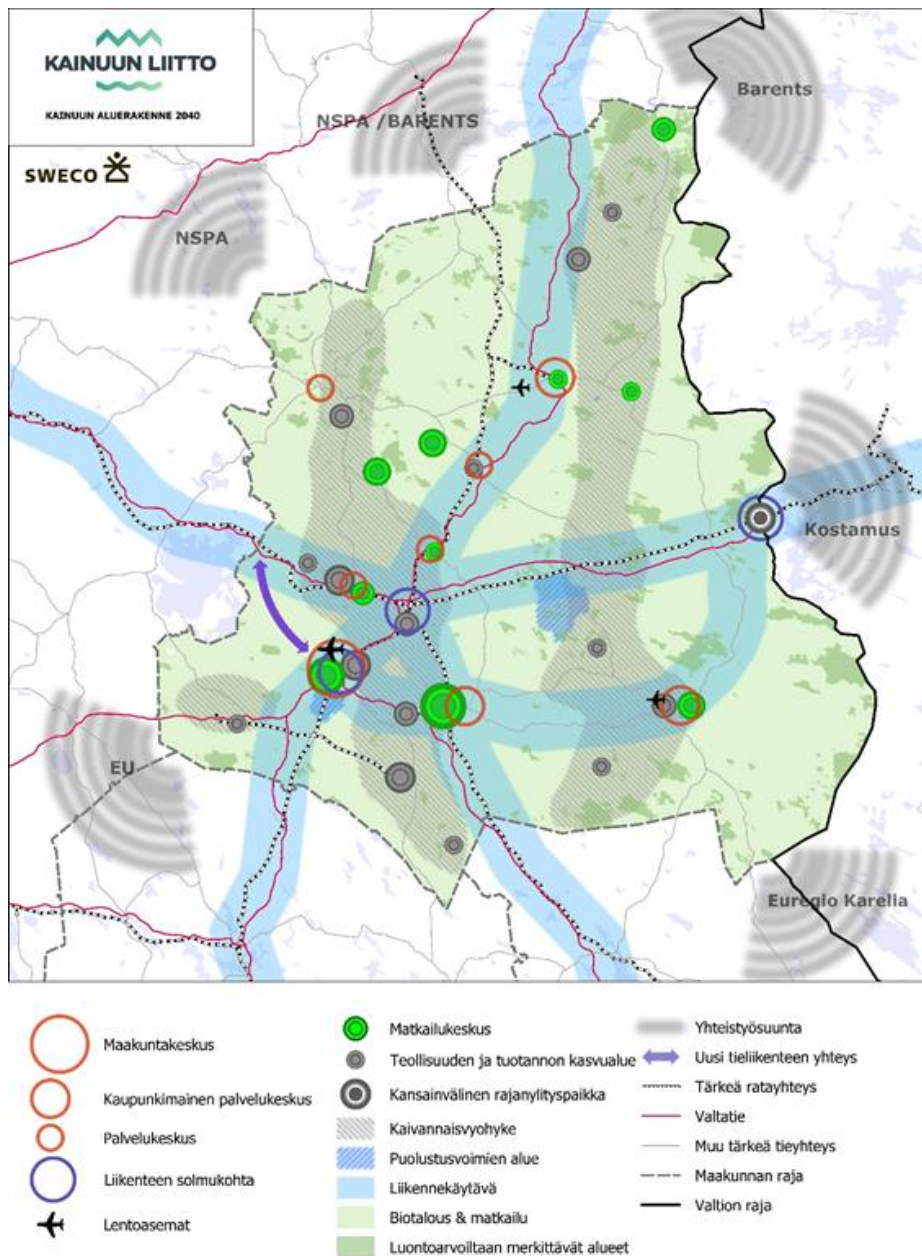 KAINUUN LIITTO
KAINUUN ALUERAKENNE 2040
SWECO
NSPA /BARENTS
Barents
NSPA
Kostamus
EU
Euregio Karelia
Maakuntakeskus
Kaupunkimainen palvelukeskus
Palvelukeskus
Liikenteen solmukohta
Lentoasemat
Matkailukeskus
Teollisuuden ja tuotannon kasvualue
Kansainvälinen rajanylityspaikka
Kaivannaisvyöhyke
Puolustusvoimien alue
Liikennekäytävä
Biotalous & matkailu
Luontoarvoiltaan merkittävät alueet
Yhteistyösuunta
Uusi tieliikenteen yhteys
Tärkeä ratayhteys
Valtatie
Muu tärkeä tieyhteys
Maakunnan raja
Valtion raja